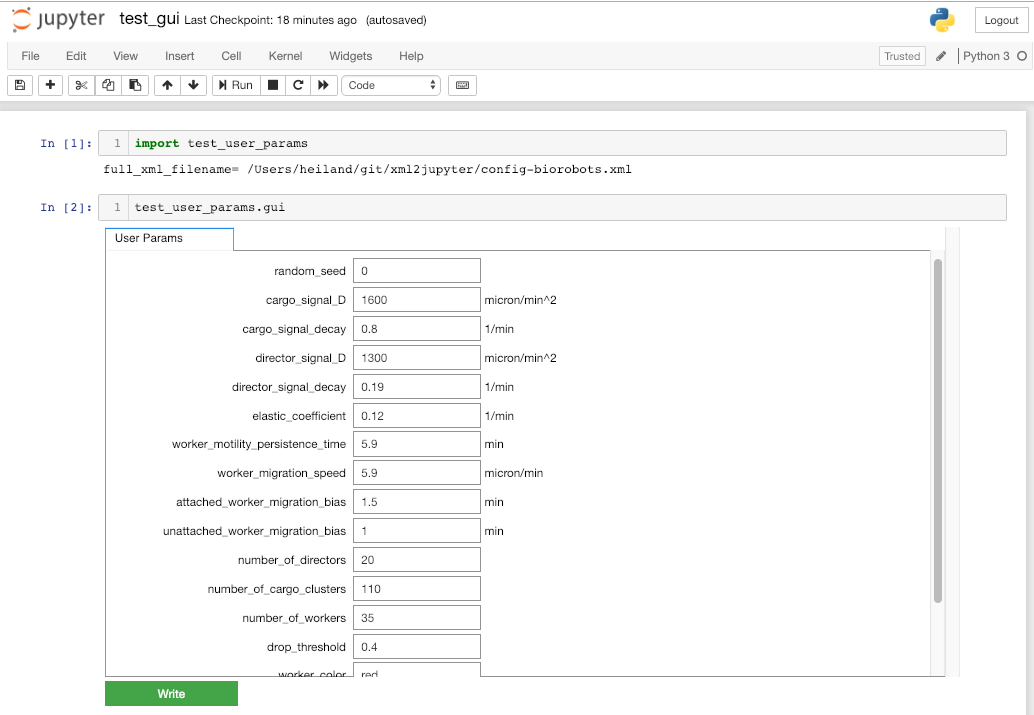 jupyter test_gui Last Checkpoint: 18 minutes ago (autosaved) Logout
File Edit View Insert Cell Kernel Widgets Help Trusted Python 3
Run Code
In [1]: 1 import test_user_params
full_xml_filename= /Users/heiland/git/xml2jupyter/config-biorobots.xml
In [2]: 1 test_user_params.gui
User Params
random_seed 0
cargo_signal_D 1600 micron/min^2
cargo_signal_decay 0.8 1/min
director_signal_D 1300 micron/min^2
director_signal_decay 0.19 1/min
elastic_coefficient 0.12 1/min
worker_motility_persistence_time 5.9 min
worker_migration_speed 5.9 micron/min
attached_worker_migration_bias 1.5 min
unattached_worker_migration_bias 1 min
number_of_directors 20
number_of_cargo_clusters 110
number_of_workers 35
drop_threshold 0.4
worker_color red
Write